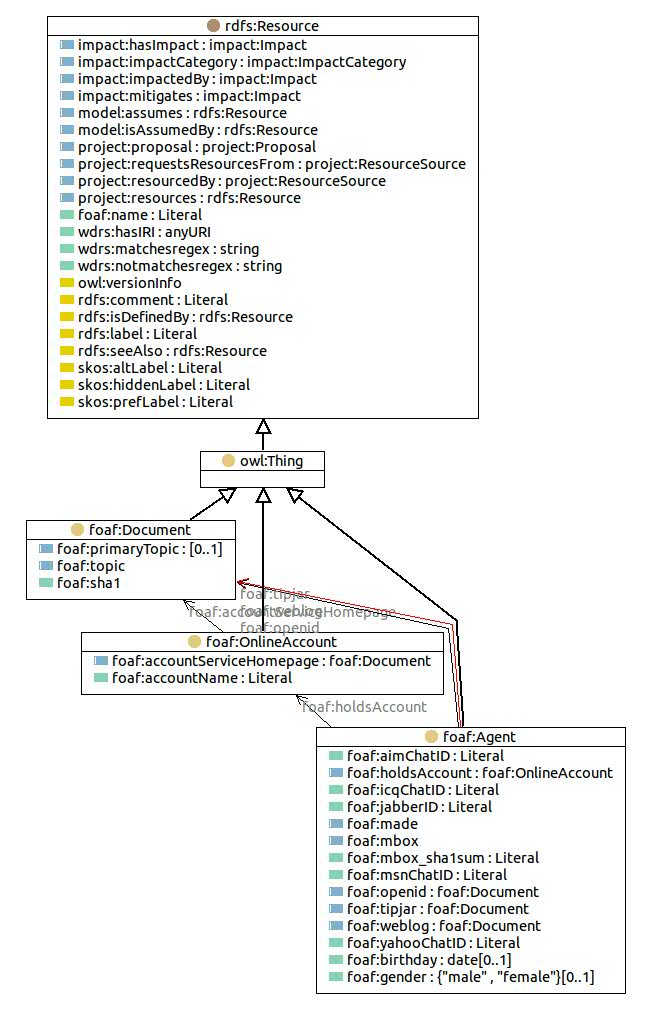 rdfs:Resource
impact:hasImpact : impact:Impact
impact:impactCategory : impact:ImpactCategory
impact:impactedBy : impact:Impact
impact:mitigates : impact:Impact
model:assumes : rdfs:Resource
model:isAssumedBy : rdfs:Resource
project:proposal : project:Proposal
project:requestsResourcesFrom : project:ResourceSource
project:resourcedBy : project:ResourceSource
project:resources : rdfs:Resource
foaf:name : Literal
wdrs:hasIRI : anyURI
wdrs:matchesregex : string
wdrs:notmatchesregex : string
owl:versionInfo
rdfs:comment : Literal
rdfs:isDefinedBy : rdfs:Resource
rdfs:label : Literal
rdfs:seeAlso : rdfs:Resource
skos:altLabel : Literal
skos:hiddenLabel : Literal
skos:prefLabel : Literal
owl:Thing
foaf:Document
foaf:primaryTopic : [0..1]
foaf:topic
foaf:sha1
foaf:tipjar
foaf:weblog
foaf:accountServiceHomepage
foaf:openid
foaf:OnlineAccount
foaf:accountServiceHomepage : foaf:Document
foaf:accountName : Literal
foaf:holdsAccount
foaf:Agent
foaf:aimChatID : Literal
foaf:holdsAccount : foaf:OnlineAccount
foaf:icqChatID : Literal
foaf:jabberID : Literal
foaf:made
foaf:mbox
foaf:mbox_sha1sum : Literal
foaf:msnChatID : Literal
foaf:openid : foaf:Document
foaf:tipjar : foaf:Document
foaf:weblog : foaf:Document
foaf:yahooChatID : Literal
foaf:birthday : date[0..1]
foaf:gender : {"male" , "female"}[0..1]